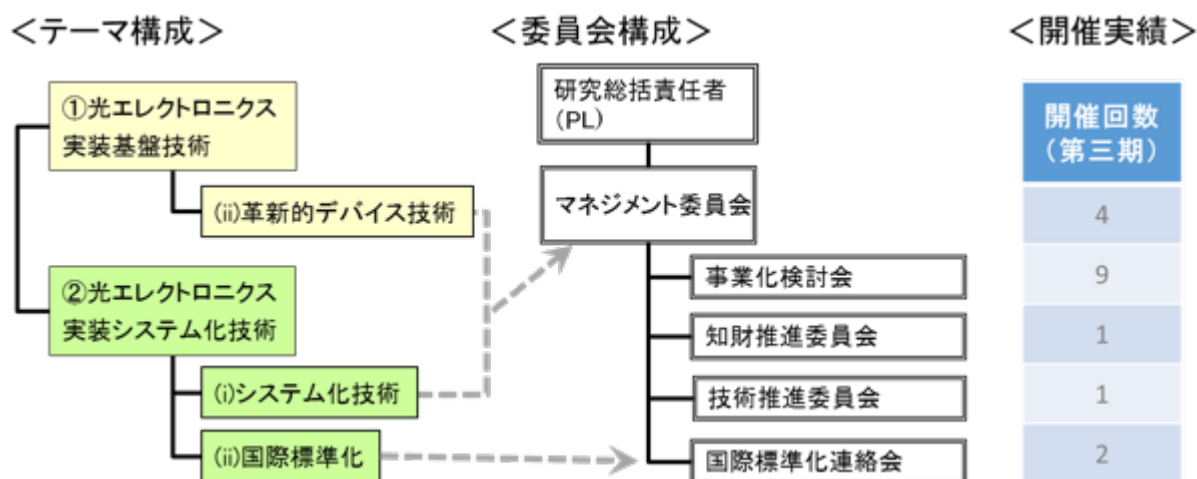 ＜テーマ構成＞
①光エレクトロニクス
実装基盤技術
(ii)革新的デバイス技術
②光エレクトロニクス
実装システム化技術
(i)システム化技術
(ii)国際標準化
＜委員会構成＞
研究総括責任者
(PL)
マネジメント委員会
事業化検討会
知財推進委員会
技術推進委員会
国際標準化連絡会
＜開催実績＞
開催回数
（第三期）
4
9
1
1
2